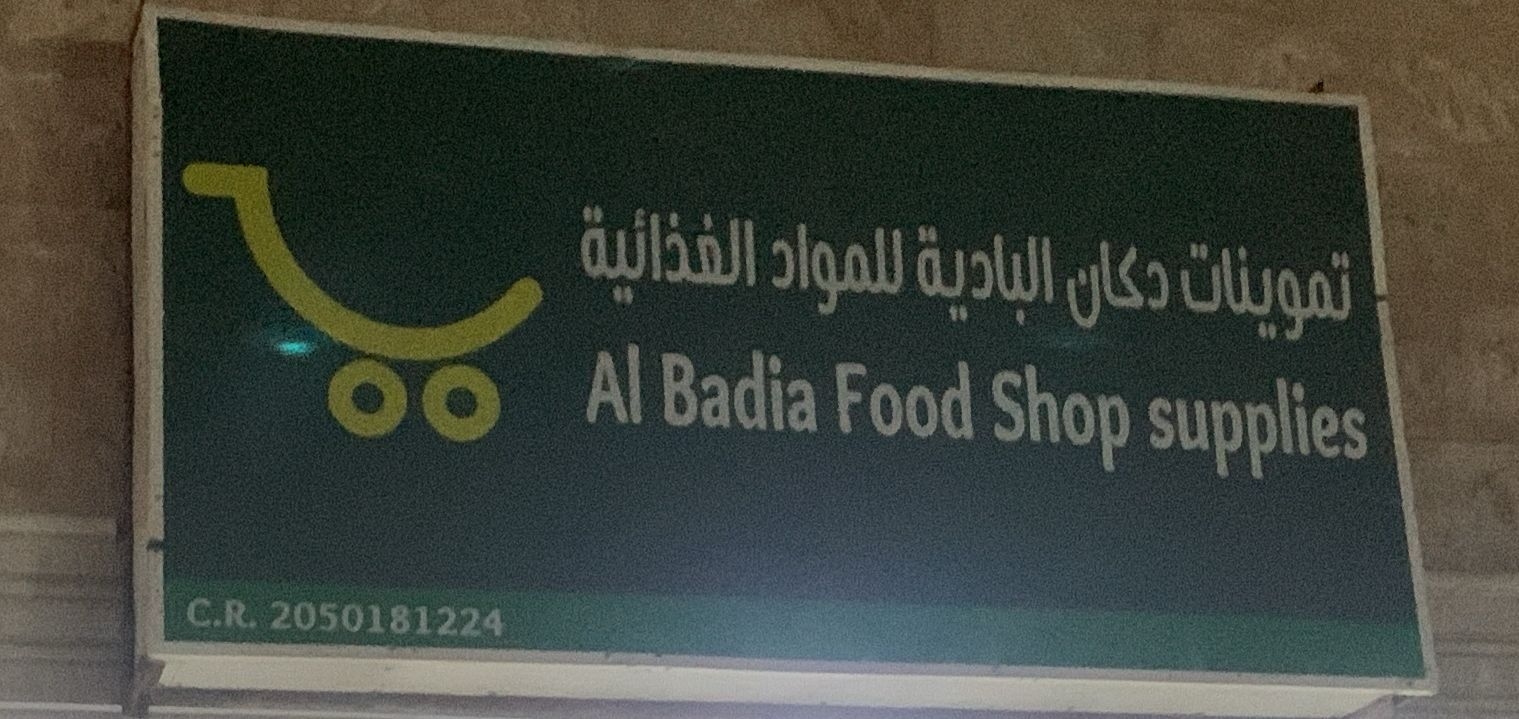 تموينات دكان البادية للمواد الغذائية
Al Badia Food Shop supplies
C.R. 2050181224